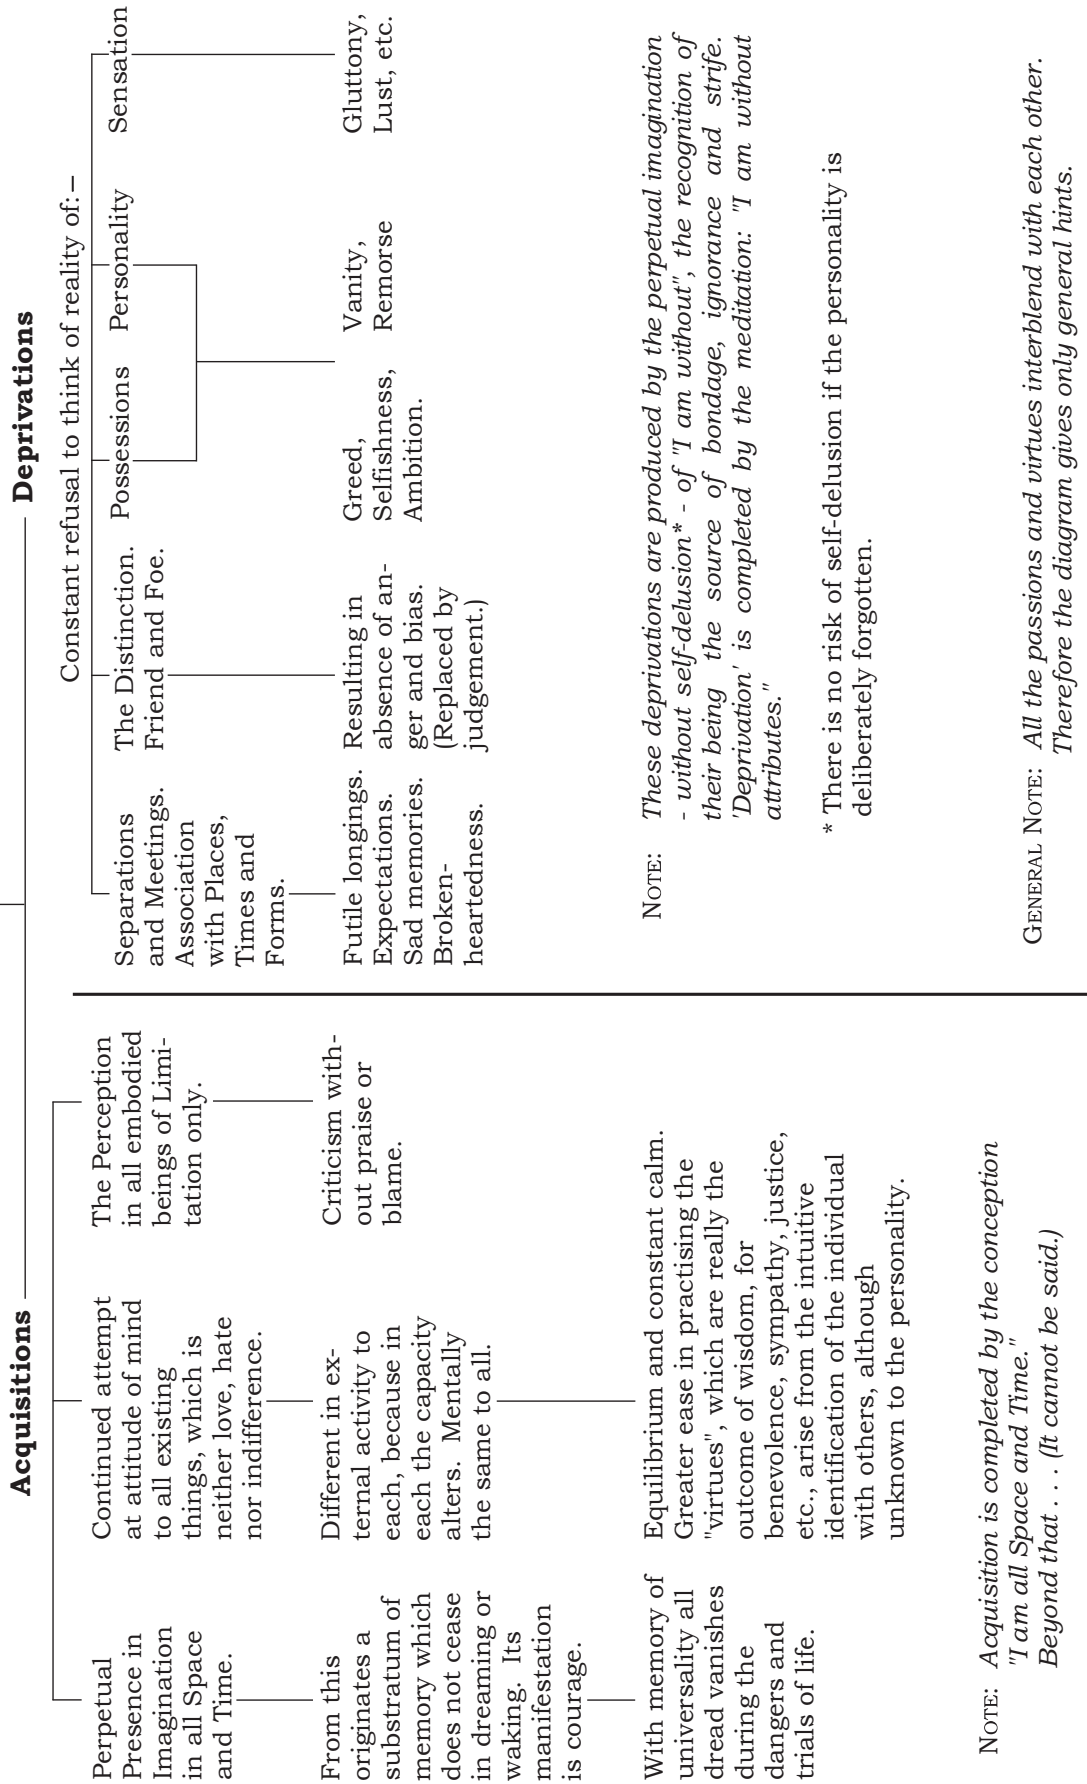 Acquisitions
Deprivations
Perpetual
Presence in
Imagination
in all Space
and Time.
From this
originates a
substratum of
memory which
does not cease
in dreaming or
waking. Its
manifestation
is courage.
With memory of
universality all
dread vanishes
during the
dangers and
trials of life.
Continued attempt
at attitude of mind
to all existing
things, which is
neither love, hate
nor indifference.
Different in ex-
ternal activity to
each, because in
each the capacity
alters. Mentally
the same to all.
Equilibrium and constant calm.
Greater ease in practising the
"virtues", which are really the
outcome of wisdom, for
benevolence, sympathy, justice,
etc., arise from the intuitive
identification of the individual
with others, although
unknown to the personality.
The Perception
in all embodied
beings of Limi-
tation only.
Criticism with-
out praise or
blame.
NOTE: Acquisition is completed by the conception
"I am all Space and Time."
Beyond that . . . (It cannot be said.)
Constant refusal to think of reality of:–
Separations
and Meetings.
Association
with Places,
Times and
Forms.
Futile longings.
Expectations.
Sad memories.
Broken-
heartedness.
The Distinction.
Friend and Foe.
Resulting in
absence of an-
ger and bias.
(Replaced by
judgement.)
Possessions
Personality
Greed,
Selfishness,
Ambition.
Vanity,
Remorse
Sensation
Gluttony,
Lust, etc.
NOTE: These deprivations are produced by the perpetual imagination
- without self-delusion* - of "I am without", the recognition of
their being the source of bondage, ignorance and strife.
'Deprivation' is completed by the meditation: "I am without
attributes."
* There is no risk of self-delusion if the personality is
deliberately forgotten.
GENERAL NOTE: All the passions and virtues interblend with each other.
Therefore the diagram gives only general hints.